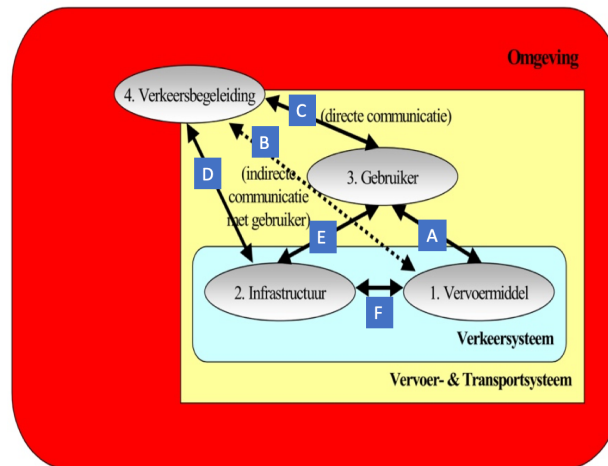 Omgeving
4. Verkeersbegeleiding
C
(directe communicatie)
B
D
(indirecte
communicatie
met gebruiker)
3. Gebruiker
E
A
2. Infrastructuur
F
1. Vervoermiddel
Verkeersysteem
Vervoer- & Transportsysteem